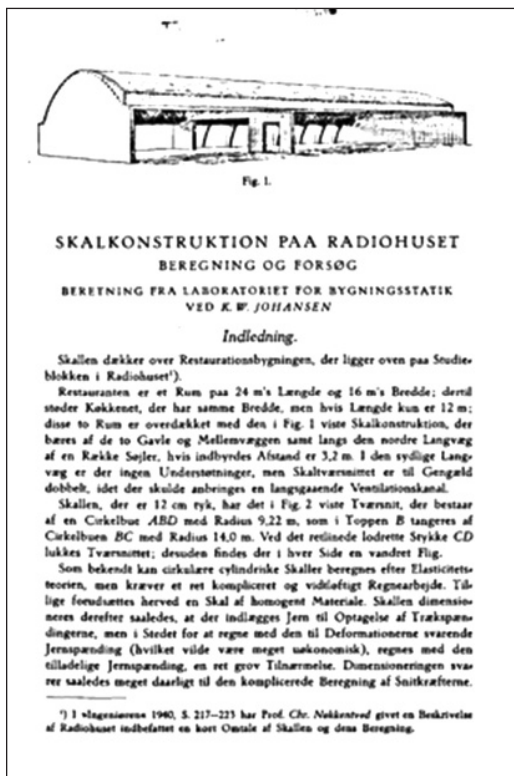 Fig. 1.
SKALKONSTRUKTION PAA RADIOHUSET
BEREGNING OG FORSØG
BERETNING FRA LABORATORIET FOR BYGNINGSSTATIK
VED K. W. JOHANSEN
Indledning.
Skallen dækker over Restaurationsbygningen, der ligger oven paa Studie-
blokken i Radiohuset¹).
Restauranten er et Rum paa 24 m's Længde og 16 m's Bredde; dertil
støder Køkkenet, der har samme Bredde, men hvis Længde kun er 12 m;
disse to Rum er overdækket med den i Fig. 1 viste Skalkonstruktion, der
bæres af de to Gavle og Mellemvæggen samt langs den nordre Langvæg
af en Række Søjler, hvis indbyrdes Afstand er 3,2 m. I den sydlige Lang-
væg er der ingen Understøtninger, men Skaltværsnittet er til Gengæld
dobbelt, idet der skulde anbringes en langsgaaende Ventilationskanal.
Skallen, der er 12 cm tyk, har det i Fig. 2 viste Tværsnit, der bestaar
af en Cirkelbue ABD med Radius 9,22 m, som i Toppen B tangeres af
Cirkelbuen BC med Radius 14,0 m. Ved det retlinede lodrette Stykke CD
lukkes Tværsnittet; desuden findes der i hver Side en vandret Flig.
Som bekendt kan cirkulære cylindriske Skaller beregnes efter Elasticitets-
teorien, men kræver et ret kompliceret og vidtløftigt Regnearbejde. Til-
lige forudsættes herved en Skal af homogent Materiale. Skallen dimensio-
neres derefter saaledes, at der indlægges Jern til Optagelse af Trækspæn-
dingerne, men i Stedet for at regne med den til Deformationerne svarende
Jernspænding (hvilket vilde være meget uøkonomisk), regnes med den
tilladelige Jernspænding, en ret grov Tilnærmelse. Dimensioneringen sva-
rer saaledes meget daarligt til den komplicerede Beregning af Snitkræfterne.
¹) I »Ingeniøren« 1940, S. 217–223 har Prof. Chr. Nøkkentved givet en Beskrivelse
af Radiohuset indbefattet en kort Omtale af Skallen og dens Beregning.